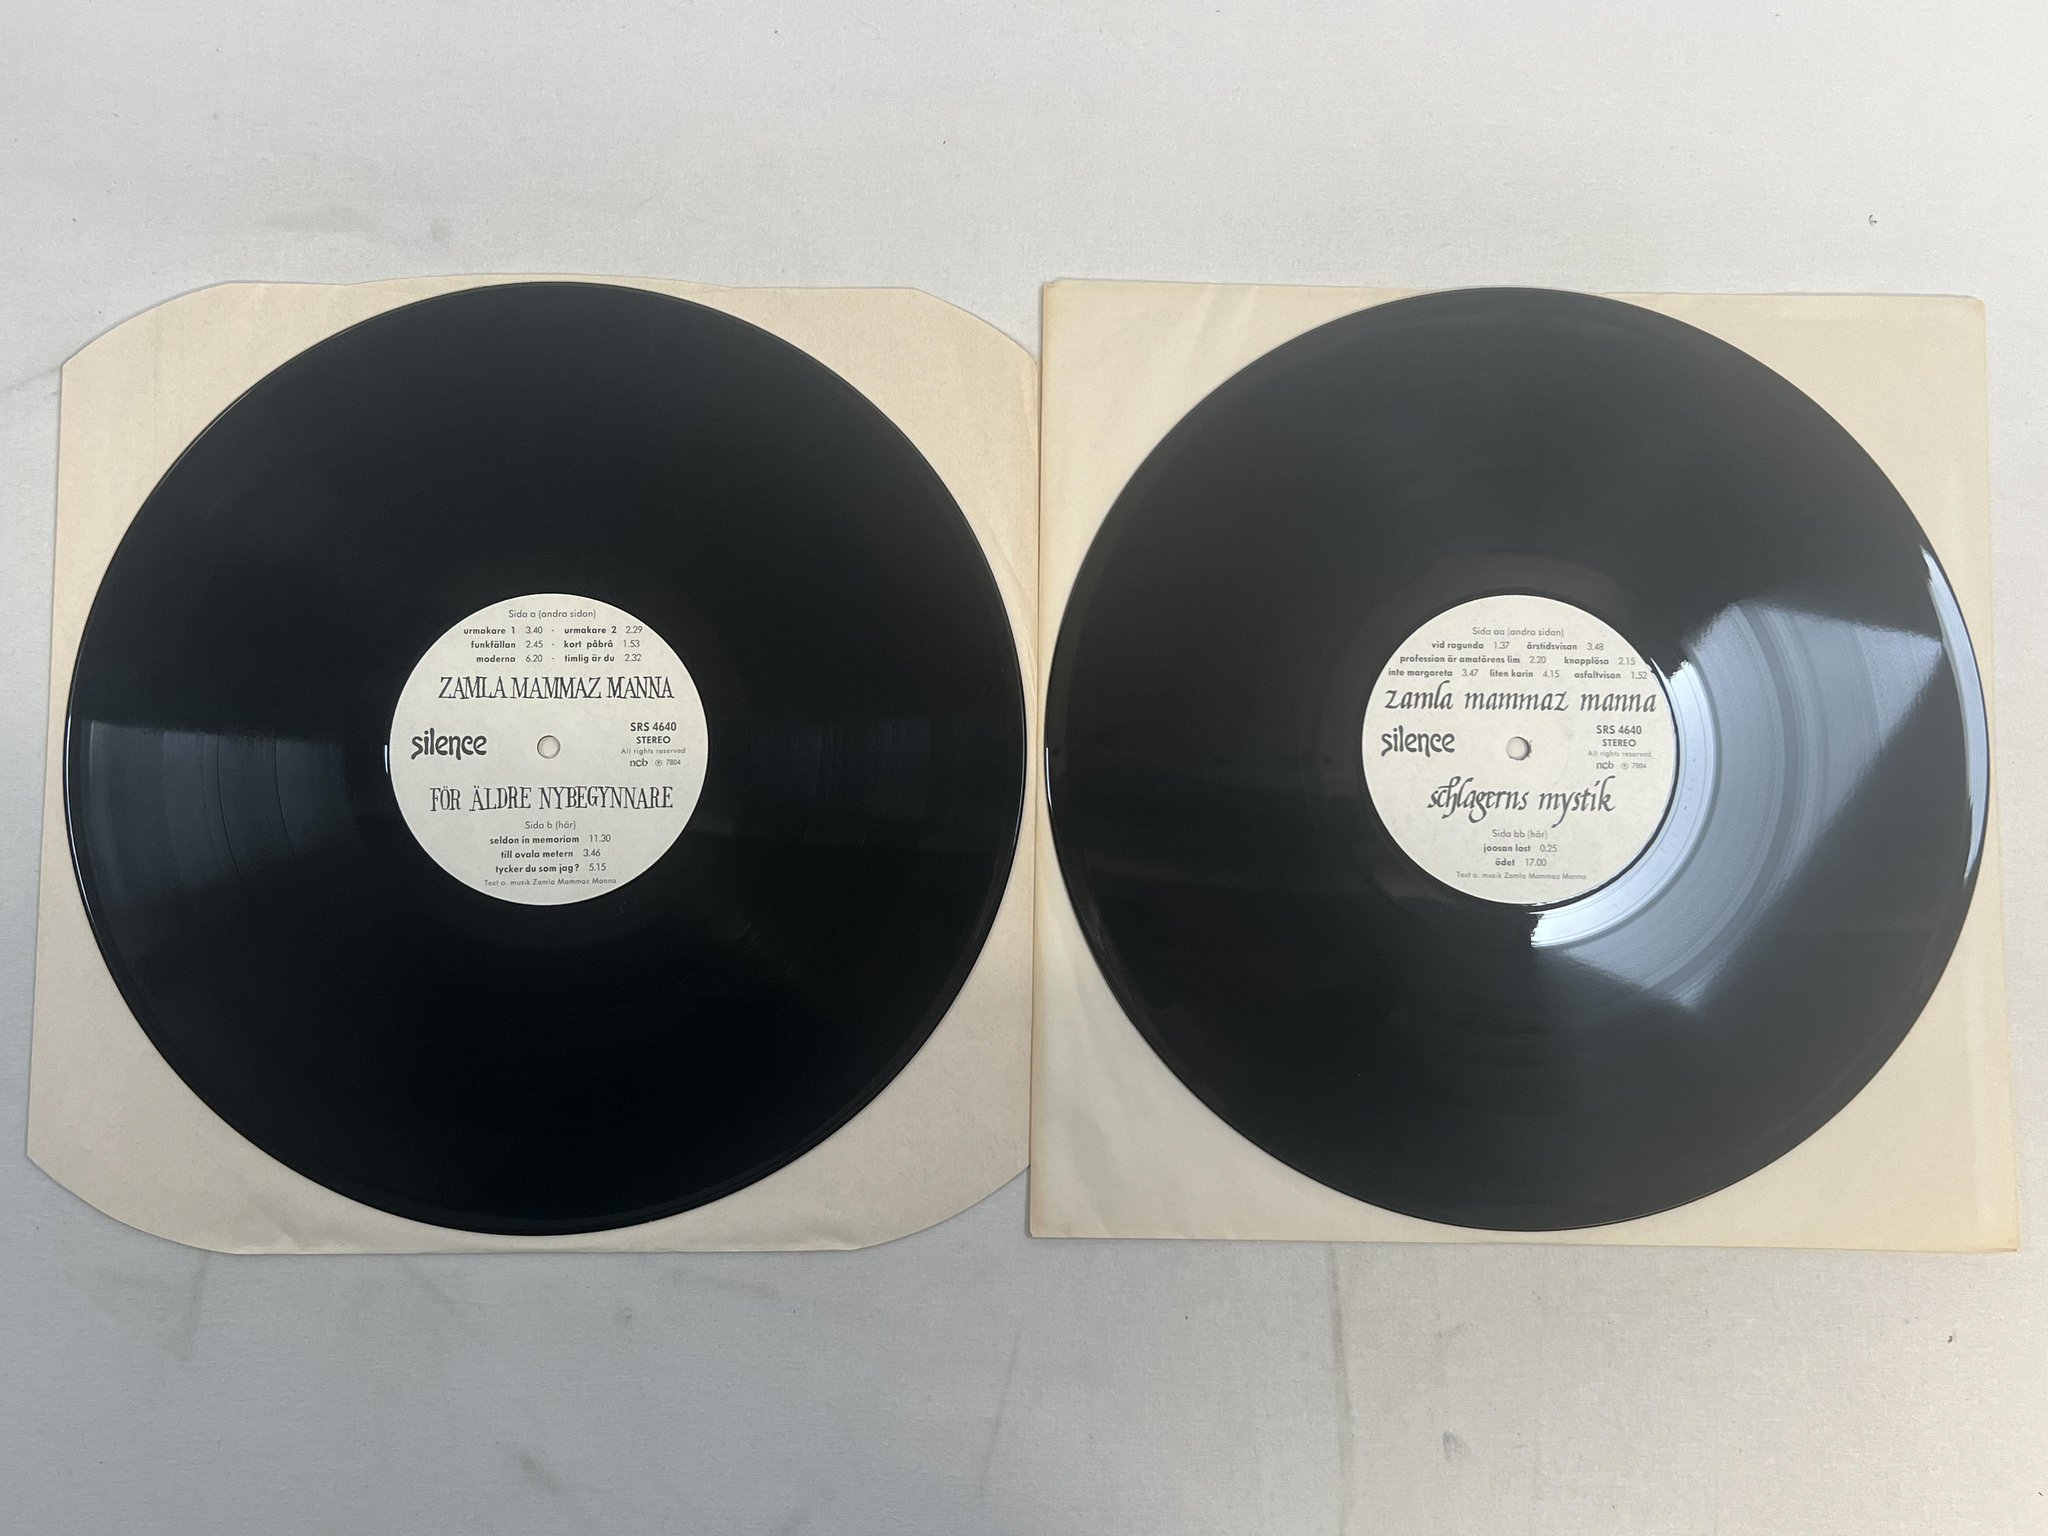 Sida a (andra sidan)
urmakare 1 3.40 · urmakare 2 2.29
funkfällan 2.45 · kort påbrå 1.53
moderna 6.20 · timlig är du 2.32
ZAMLA MAMMAZ MANNA
silence
SRS 4640
STEREO
All rights reserved
ncb ℗ 7804
FÖR ÄLDRE NYBEGYNNARE
Sida b (här)
seldon in memoriam 11.30
till ovala metern 3.46
tycker du som jag? 5.15
Text o. musik Zamla Mammaz Manna
Sida aa (andra sidan)
vid ragunda 1.37 årstidsvisan 3.48
profession är amatörens lim 2.20 knapplösa 2.15
inte margareta 3.47 liten karin 4.15 asfaltvisan 1.52
zamla mammaz manna
silence
SRS 4640
STEREO
All rights reserved
ncb ℗ 7804
schlagerns mystik
Sida bb (här)
joosan lost 0.25
ödet 17.00
Text o. musik Zamla Mammaz Manna